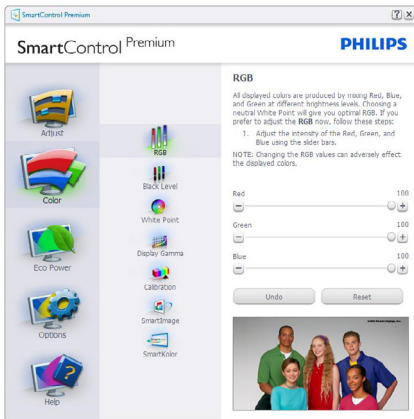 SmartControl Premium
SmartControl Premium
PHILIPS
Adjust
Color
Eco Power
Options
Help
RGB
Black Level
White Point
Display Gamma
Calibration
SmartImage
SmartKolor
RGB
All displayed colors are produced by mixing Red, Blue,
and Green at different brightness levels. Choosing a
neutral White Point will give you optimal RGB. If you
prefer to adjust the RGB now, follow these steps:
1. Adjust the intensity of the Red, Green, and
Blue using the slider bars.
NOTE: Changing the RGB values can adversely effect
the displayed colors.
Red 100
Green 100
Blue 100
Undo Reset